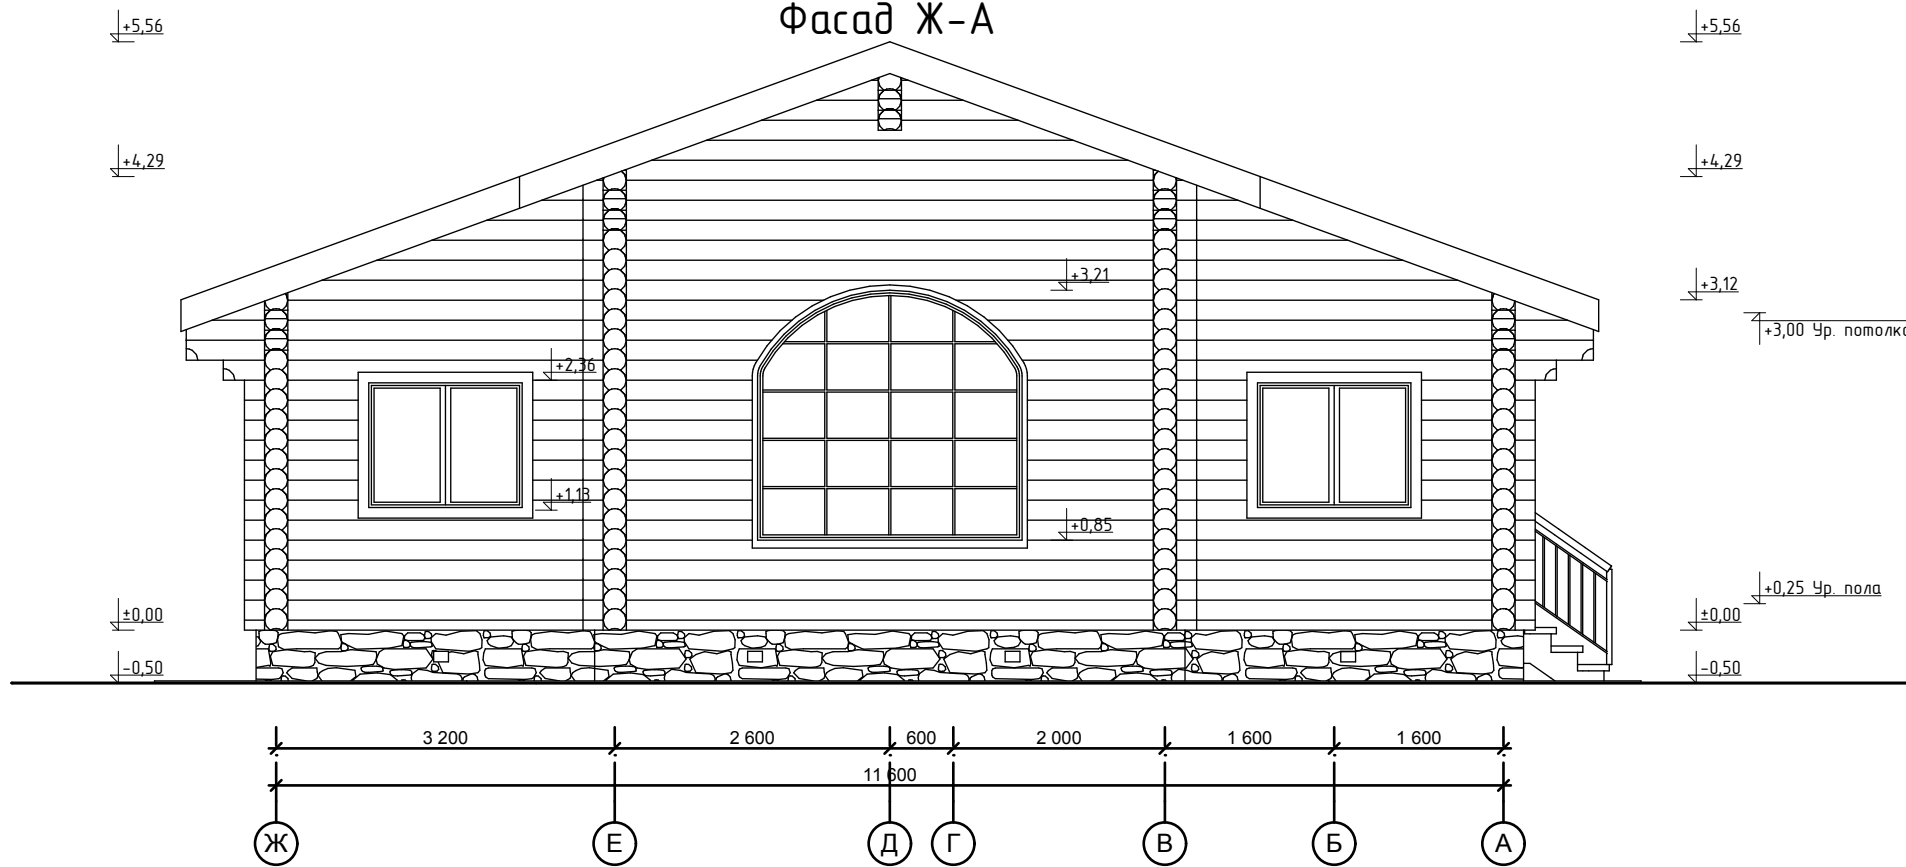 Фасад Ж-А
+5,56
+5,56
+4,29
+4,29
+3,21
+3,12
+3,00 Ур. потолка
+2,36
+1,13
+0,85
+0,25 Ур. пола
±0,00
±0,00
-0,50
-0,50
3 200
2 600
600
2 000
1 600
1 600
11 600
Ж
Е
Д
Г
В
Б
А